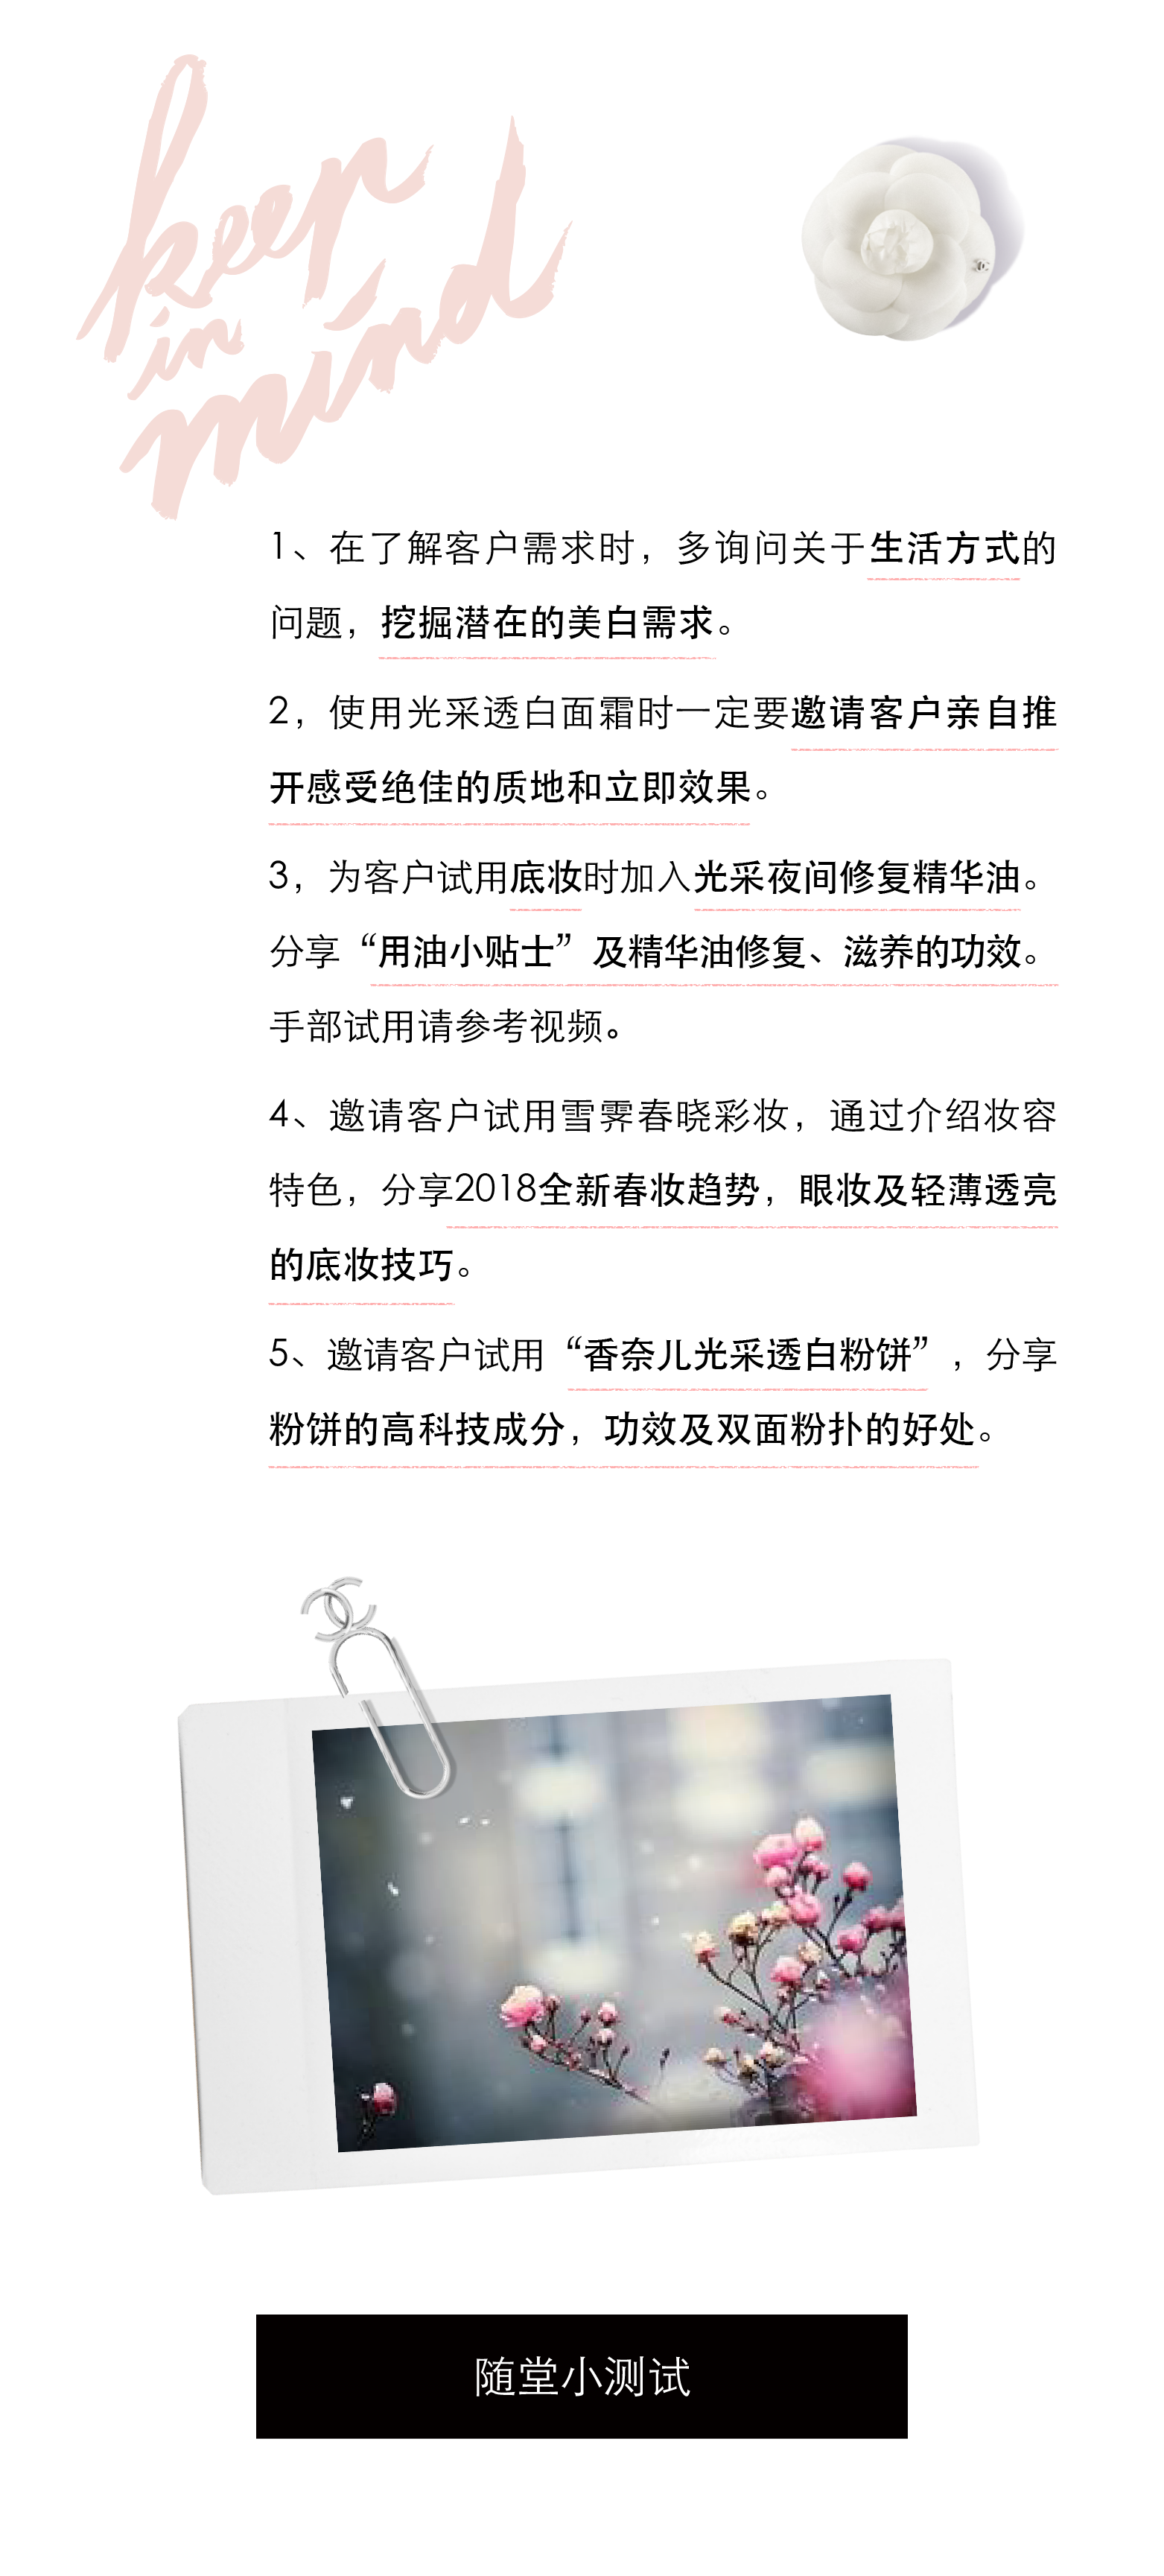 keep
in
mind
1、在了解客户需求时，多询问关于生活方式的
问题，挖掘潜在的美白需求。
2，使用光采透白面霜时一定要邀请客户亲自推
开感受绝佳的质地和立即效果。
3，为客户试用底妆时加入光采夜间修复精华油。
分享“用油小贴士”及精华油修复、滋养的功效。
手部试用请参考视频。
4、邀请客户试用雪霁春晓彩妆，通过介绍妆容
特色，分享2018全新春妆趋势，眼妆及轻薄透亮
的底妆技巧。
5、邀请客户试用“香奈儿光采透白粉饼”，分享
粉饼的高科技成分，功效及双面粉扑的好处。
随堂小测试